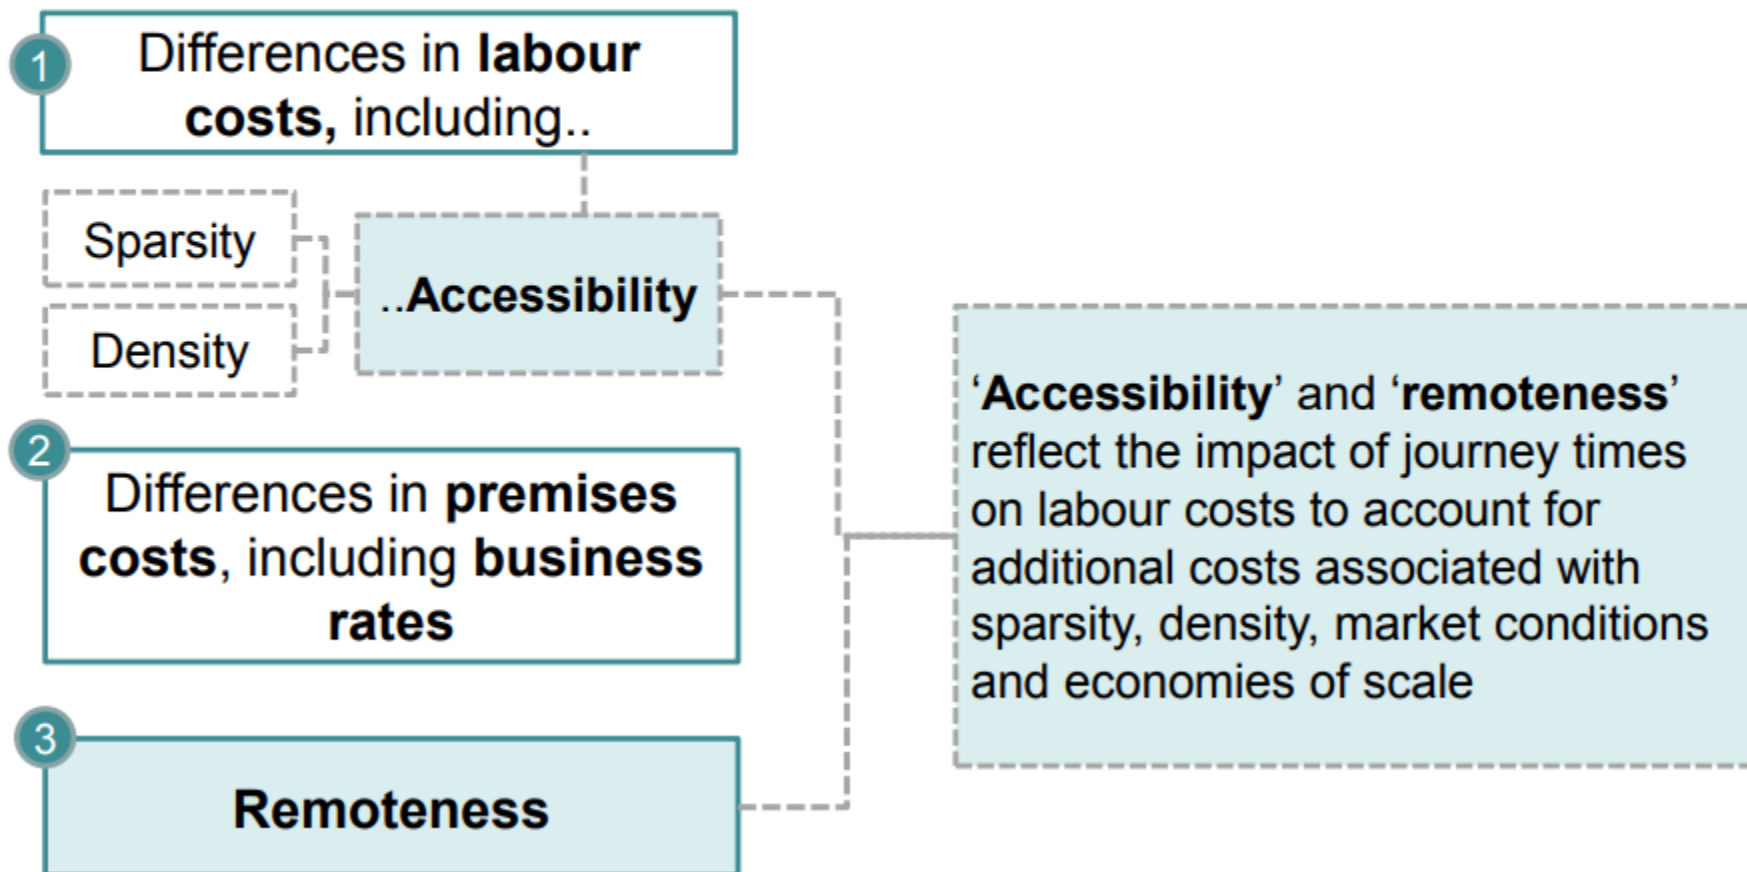 1
Differences in labour
costs, including..
Sparsity
Density
..Accessibility
2
Differences in premises
costs, including business
rates
3
Remoteness
‘Accessibility’ and ‘remoteness’
reflect the impact of journey times
on labour costs to account for
additional costs associated with
sparsity, density, market conditions
and economies of scale